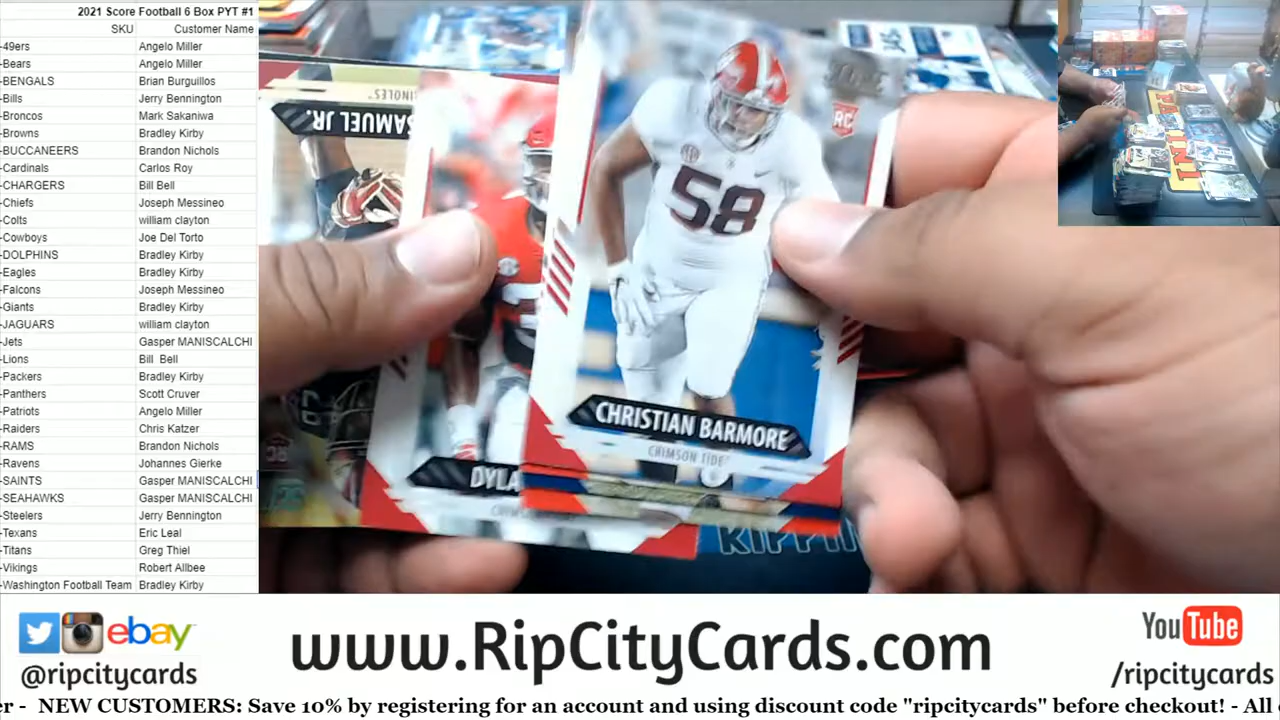 2021 Score Football 6 Box PYT #1
SKU Customer Name
-49ers Angelo Miller
-Bears Angelo Miller
-BENGALS Brian Burguillos
-Bills Jerry Bennington
-Broncos Mark Sakaniwa
-Browns Bradley Kirby
-BUCCANEERS Brandon Nichols
-Cardinals Carlos Roy
-CHARGERS Bill Bell
-Chiefs Joseph Messineo
-Colts william clayton
-Cowboys Joe Del Torto
-DOLPHINS Bradley Kirby
-Eagles Bradley Kirby
-Falcons Joseph Messineo
-Giants Bradley Kirby
-JAGUARS william clayton
-Jets Gasper MANISCALCHI
-Lions Bill Bell
-Packers Bradley Kirby
-Panthers Scott Cruver
-Patriots Angelo Miller
-Raiders Chris Katzer
-RAMS Brandon Nichols
-Ravens Johannes Gierke
-SAINTS Gasper MANISCALCHI
-SEAHAWKS Gasper MANISCALCHI
-Steelers Jerry Bennington
-Texans Eric Leal
-Titans Greg Thiel
-Vikings Robert Allbee
-Washington Football Team Bradley Kirby
SAMUEL JR.
RC
58
CHRISTIAN BARMORE
CRIMSON TIDE
DYLA
RIPPIN
PANINI
ebay
@ripcitycards
www.RipCityCards.com
YouTube
/ripcitycards
er - NEW CUSTOMERS: Save 10% by registering for an account and using discount code "ripcitycards" before checkout! - All